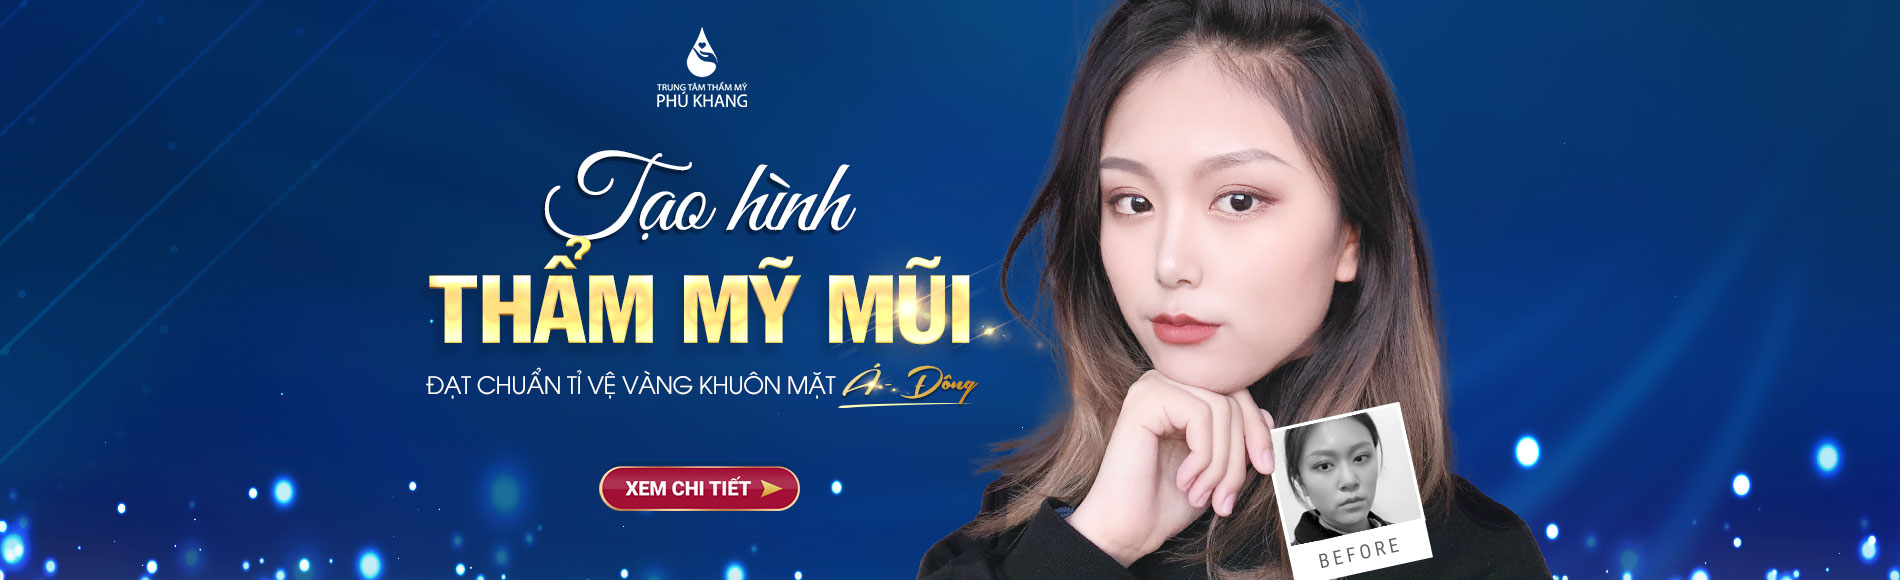 TRUNG TÂM THẨM MỸ
PHÚ KHANG
Tạo hình
THẨM MỸ MŨI
ĐẠT CHUẨN TỈ VỆ VÀNG KHUÔN MẶT Á - Đông
XEM CHI TIẾT
BEFORE